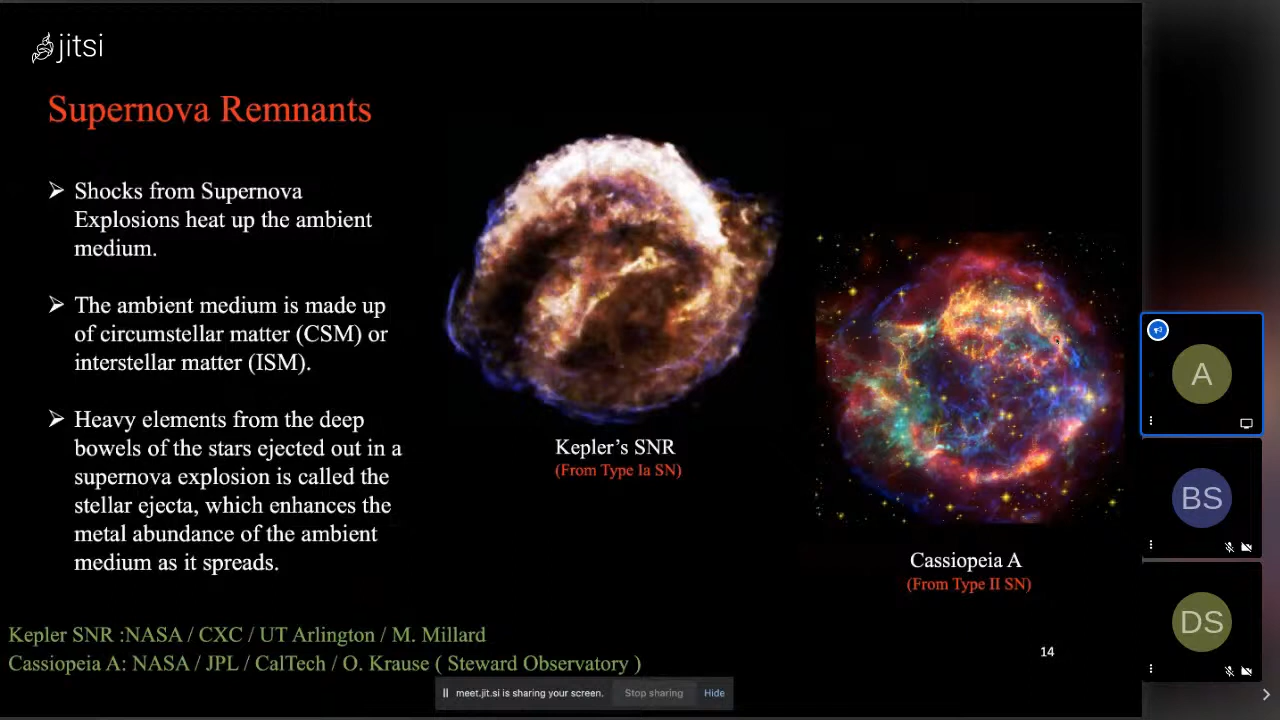 jitsi
Supernova Remnants
➢ Shocks from Supernova
Explosions heat up the ambient
medium.
➢ The ambient medium is made up
of circumstellar matter (CSM) or
interstellar matter (ISM).
➢ Heavy elements from the deep
bowels of the stars ejected out in a
supernova explosion is called the
stellar ejecta, which enhances the
metal abundance of the ambient
medium as it spreads.
Kepler’s SNR
(From Type Ia SN)
Cassiopeia A
(From Type II SN)
Kepler SNR :NASA / CXC / UT Arlington / M. Millard
Cassiopeia A: NASA / JPL / CalTech / O. Krause ( Steward Observatory )
14
meet.jit.si is sharing your screen.
Stop sharing
Hide
A
BS
DS